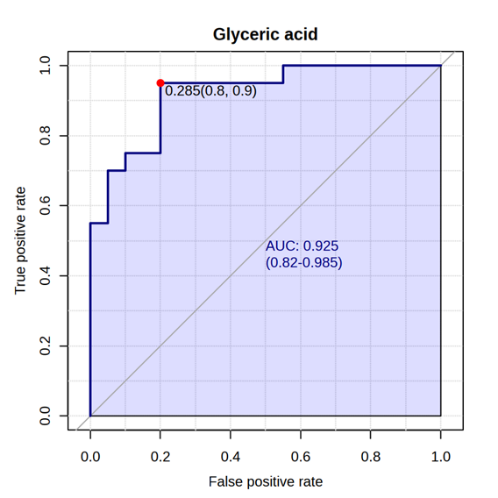 Glyceric acid
1.0
0.8
0.6
0.4
0.2
0.0
True positive rate
0.285(0.8, 0.9)
AUC: 0.925
(0.82-0.985)
0.0 0.2 0.4 0.6 0.8 1.0
False positive rate